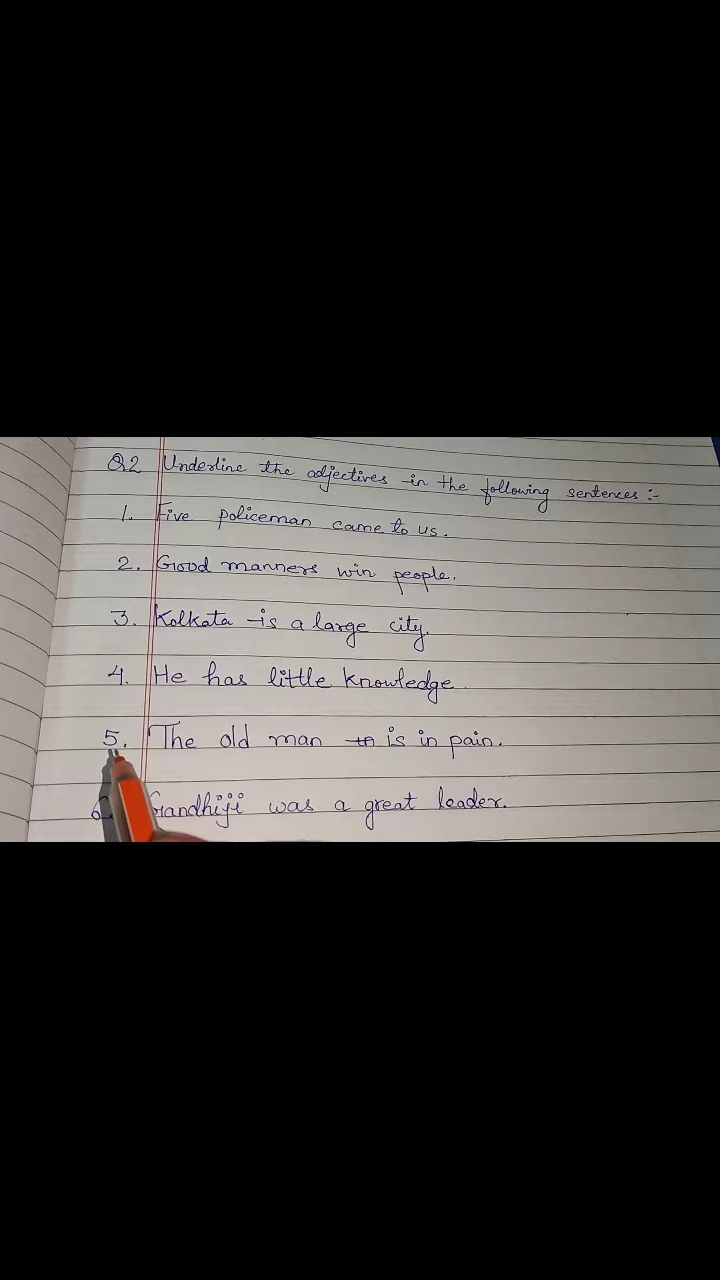 Q.2 Underline the adjectives in the following sentences :-
1. Five policeman came to us.
2. Good manners win people.
3. Kolkata is a large city.
4. He has little knowledge.
5. The old man is in pain.
Gandhiji was a great leader.